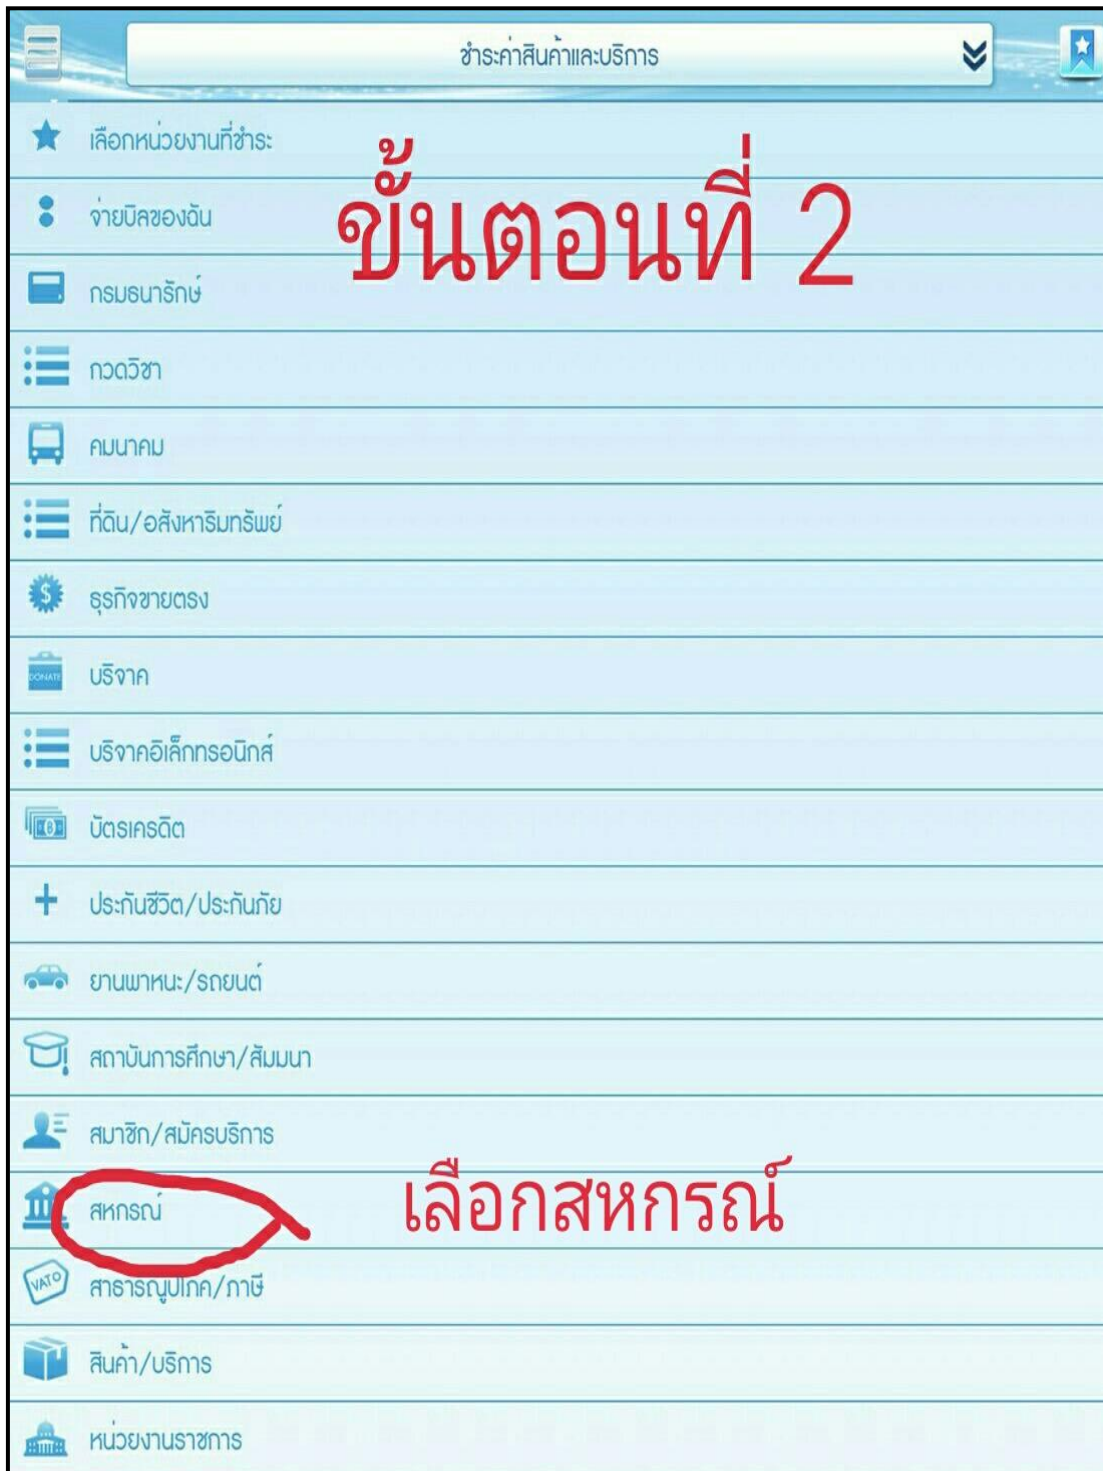 ชำระค่าสินค้าและบริการ
เลือกหน่วยงานที่ชำระ
จ่ายบิลของฉัน
ขั้นตอนที่ 2
กรมธนารักษ์
กวดวิชา
คมนาคม
ที่ดิน/อสังหาริมทรัพย์
$ ธุรกิจขายตรง
DONATE บริจาค
บริจาคอิเล็กทรอนิกส์
บัตรเครดิต
ประกันชีวิต/ประกันภัย
ยานพาหนะ/รถยนต์
สถาบันการศึกษา/สัมมนา
สมาชิก/สมัครบริการ
สหกรณ์ เลือกสหกรณ์
VATO สาธารณูปโภค/ภาษี
สินค้า/บริการ
หน่วยงานราชการ